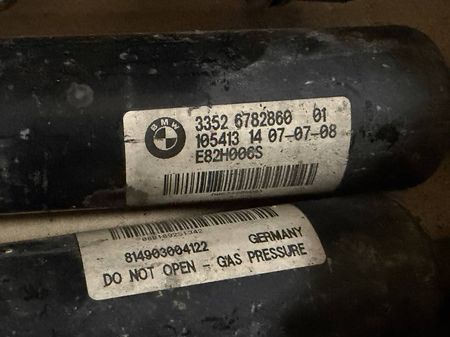 BMW
3352 6782860 01
105413 14 07-07-08
E82H006S
814903004122
GERMANY
DO NOT OPEN - GAS PRESSURE